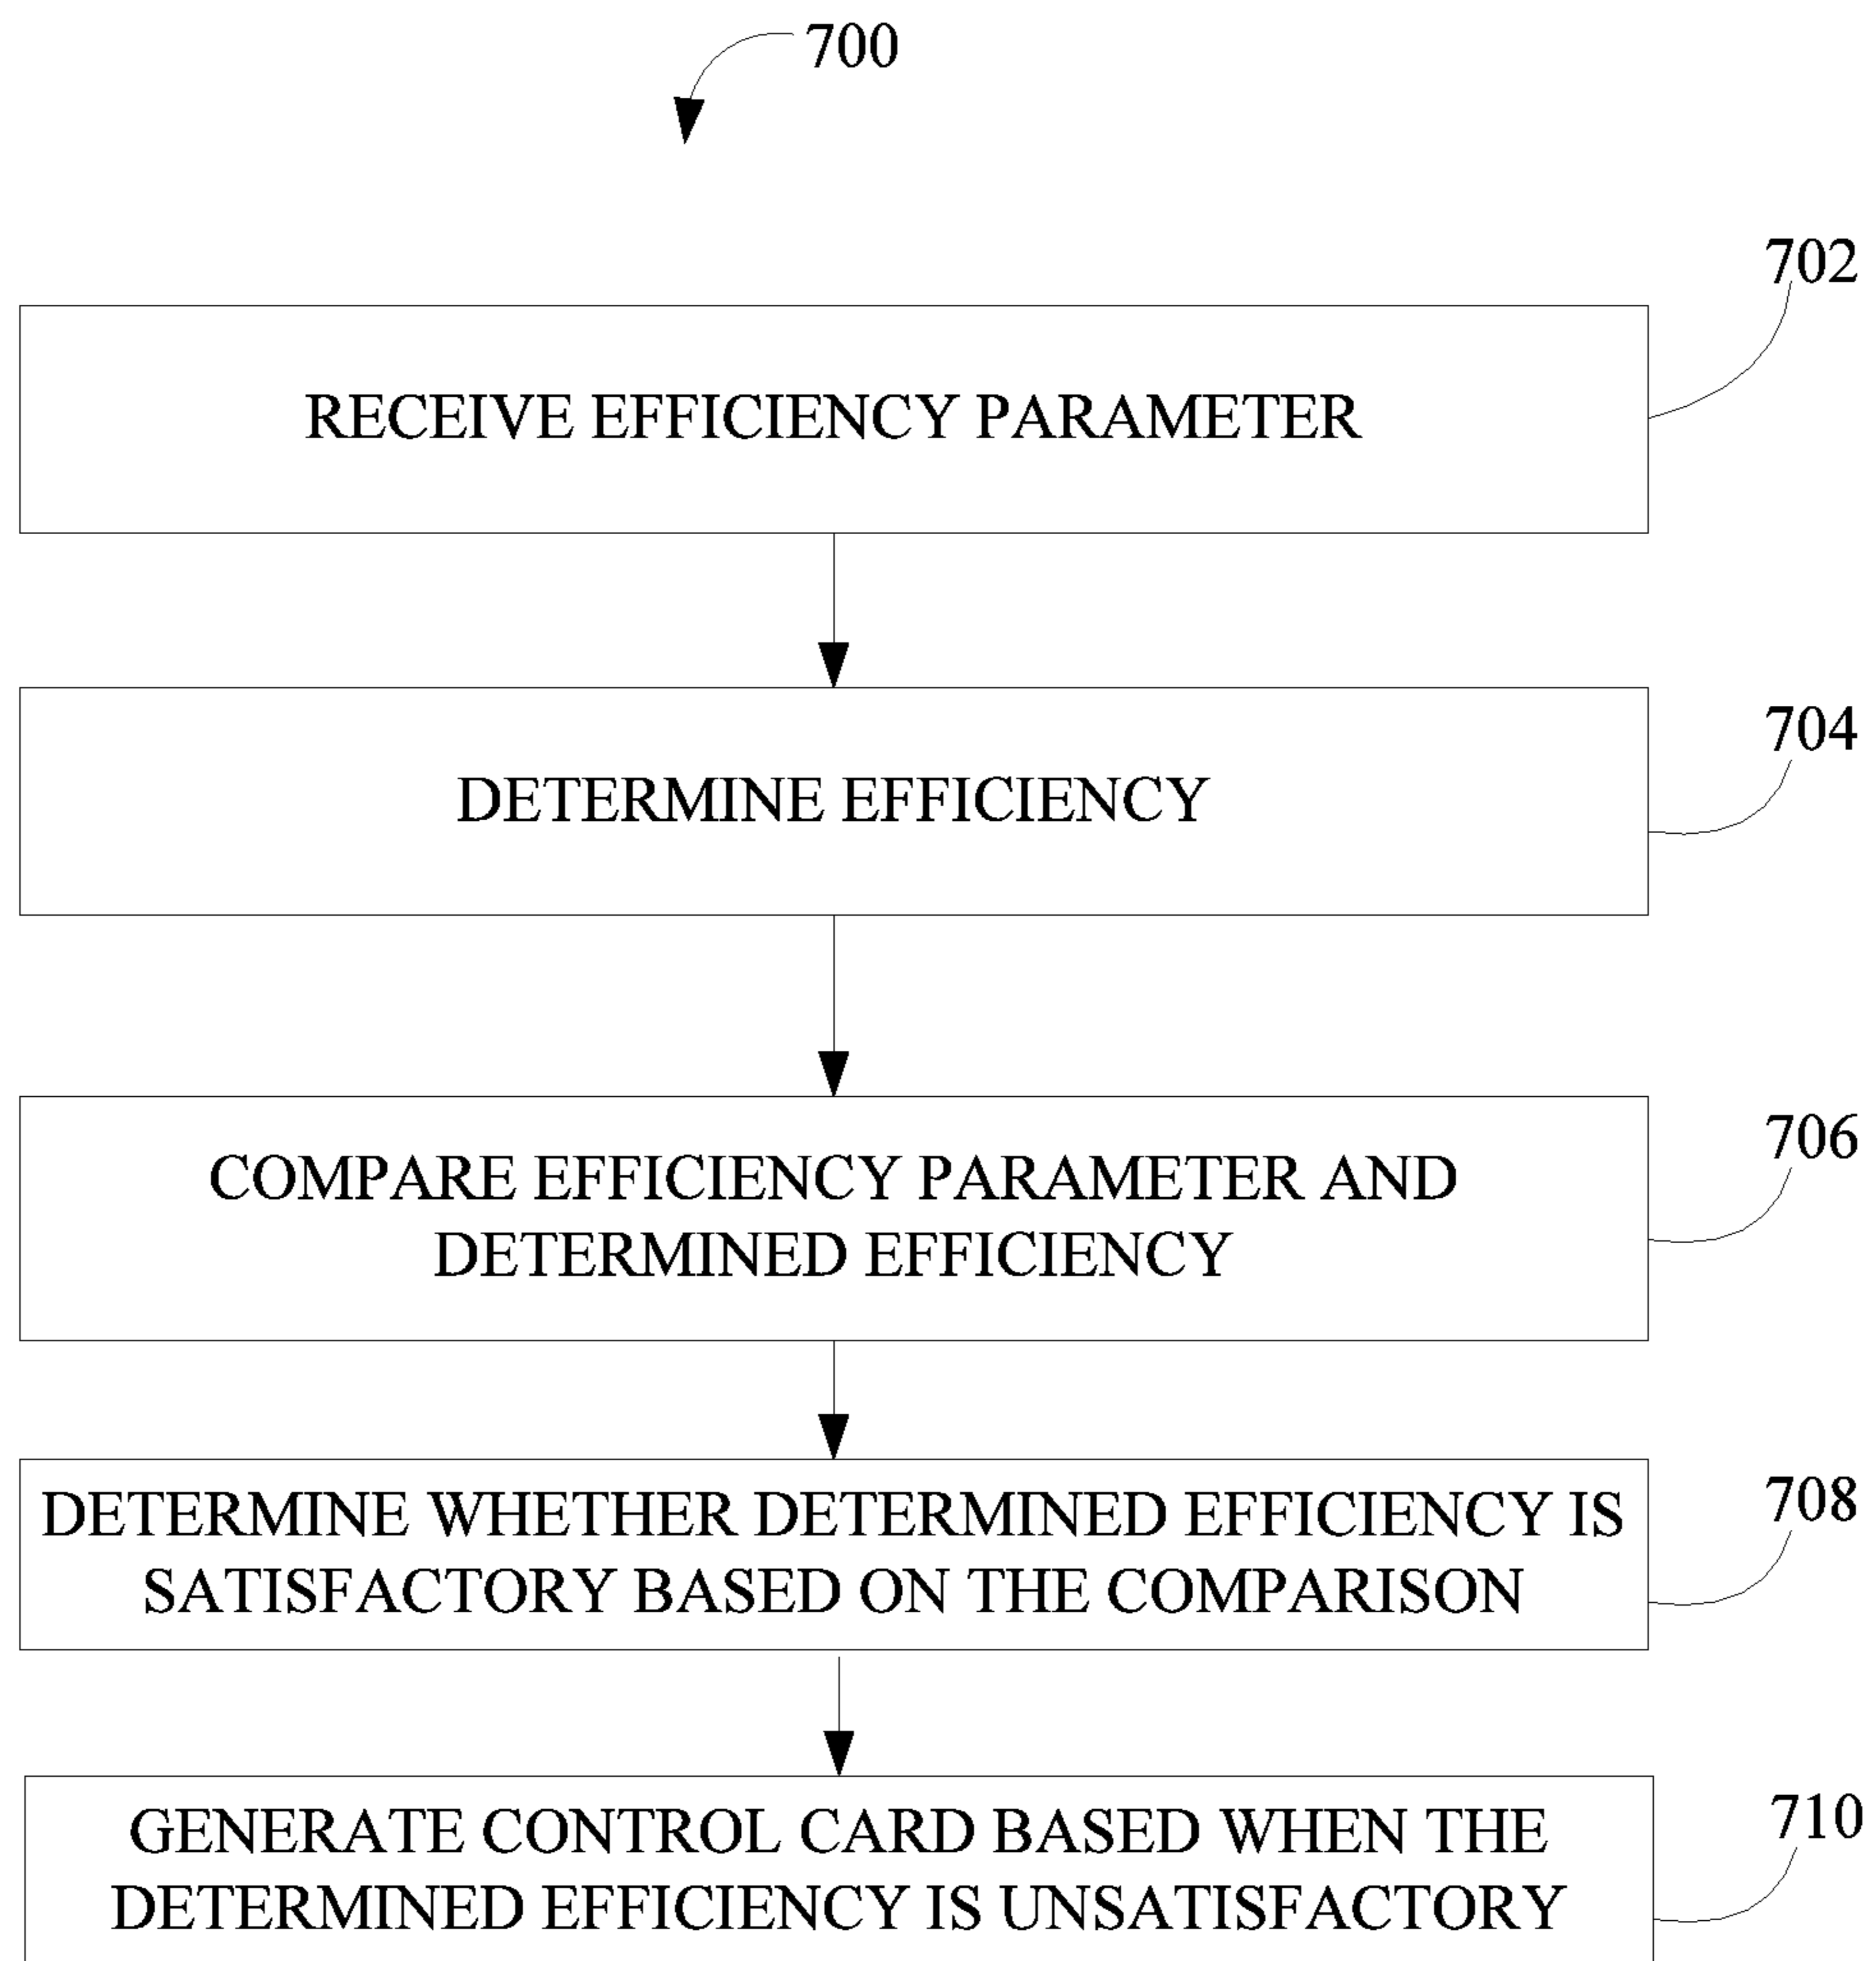 700
702
RECEIVE EFFICIENCY PARAMETER
704
DETERMINE EFFICIENCY
706
COMPARE EFFICIENCY PARAMETER AND
DETERMINED EFFICIENCY
708
DETERMINE WHETHER DETERMINED EFFICIENCY IS
SATISFACTORY BASED ON THE COMPARISON
710
GENERATE CONTROL CARD BASED WHEN THE
DETERMINED EFFICIENCY IS UNSATISFACTORY